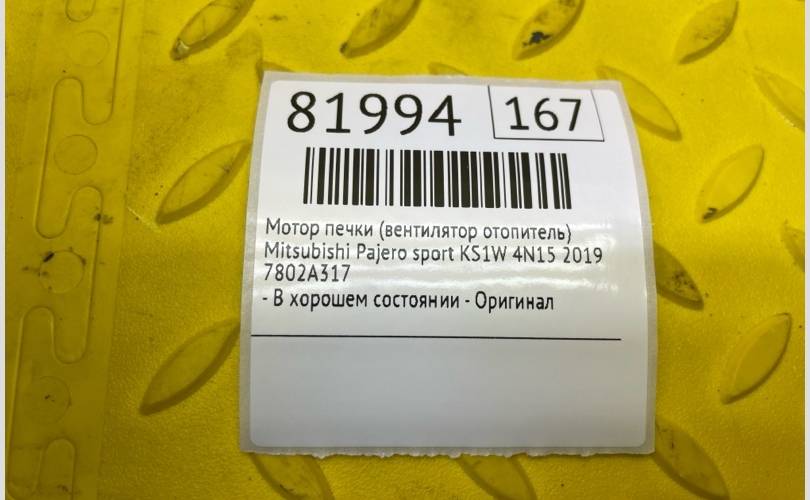 81994 167
Мотор печки (вентилятор отопитель)
Mitsubishi Pajero sport KS1W 4N15 2019
7802A317
- В хорошем состоянии - Оригинал